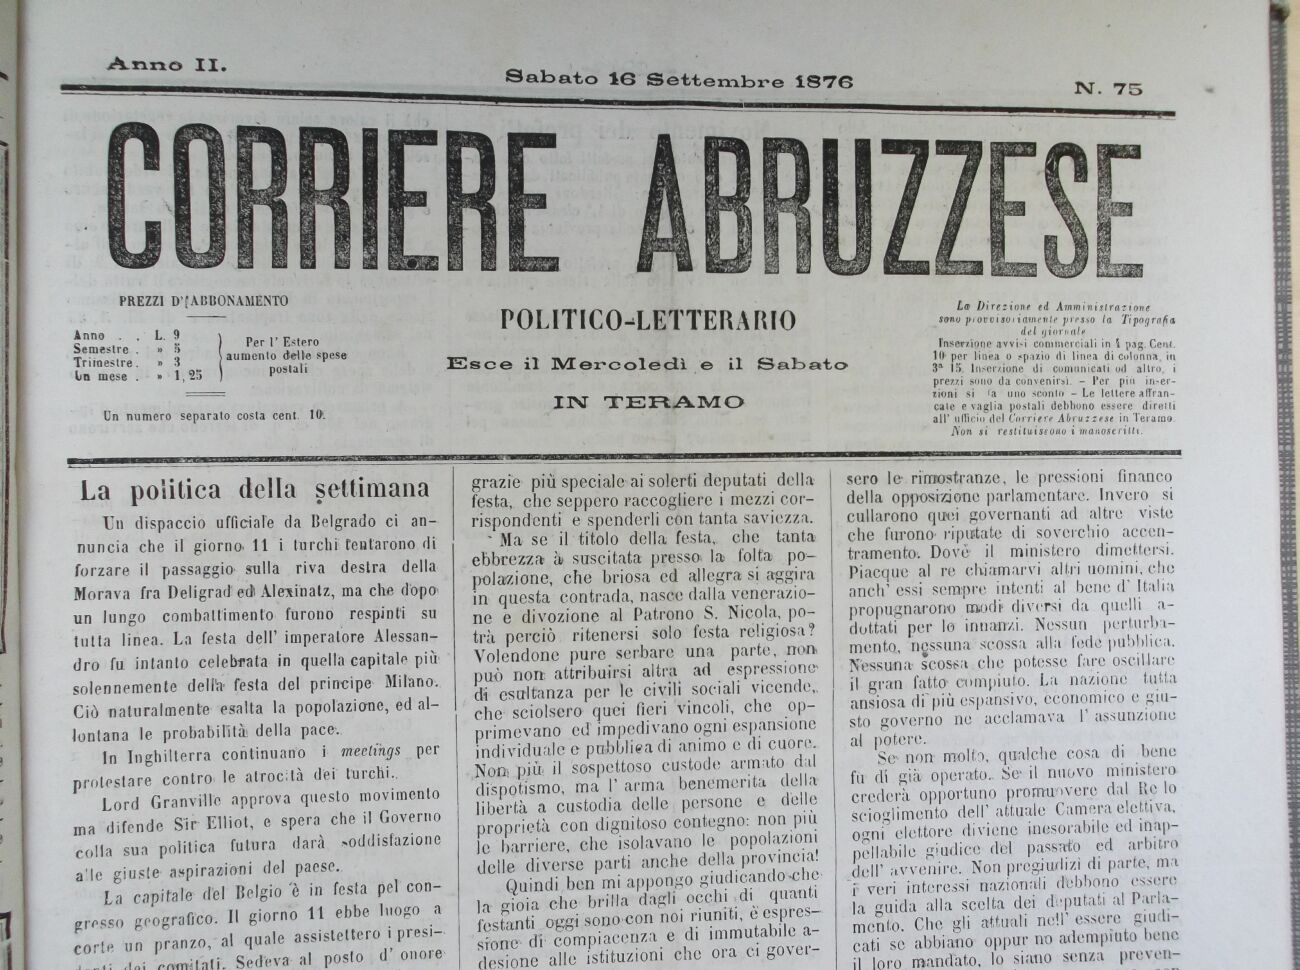 Anno II.
Sabato 16 Settembre 1876
N. 75
CORRIERE ABRUZZESE
PREZZI D'ABBONAMENTO
Anno . . L. 9
Semestre . » 5
Trimestre. » 3
Un mese . » 1,25
Per l' Estero
aumento delle spese
postali
Un numero separato costa cent. 10.
POLITICO-LETTERARIO
Esce il Mercoledì e il Sabato
IN TERAMO
La Direzione ed Amministrazione
sono provvisoriamente presso la Tipografia
del giornale
Inserzione avvisi commerciali in 4 pag. Cent.
10 per linea o spazio di linea di colonna, in
3ª 15. Inserzione di comunicati od altro, i
prezzi sono da convenirsi. - Per più inser-
zioni si fa uno sconto - Le lettere affran-
cate e vaglia postali debbono essere diretti
all' ufficio del Corriere Abruzzese in Teramo.
Non si restituiscono i manoscritti.
La politica della settimana
Un dispaccio ufficiale da Belgrado ci an-
nuncia che il giorno 11 i turchi tentarono di
forzare il passaggio sulla riva destra della
Morava fra Deligrad ed Alexinatz, ma che dopo
un lungo combattimento furono respinti su
tutta linea. La festa dell' imperatore Alessan-
dro fu intanto celebrata in quella capitale più
solennemente della festa del principe Milano.
Ciò naturalmente esalta la popolazione, ed al-
lontana le probabilità della pace.
In Inghilterra continuano i meetings per
protestare contro le atrocità dei turchi.
Lord Granville approva questo movimento
ma difende Sir Elliot, e spera che il Governo
colla sua politica futura darà soddisfazione
alle giuste aspirazioni del paese.
La capitale del Belgio è in festa pel con-
gresso geografico. Il giorno 11 ebbe luogo a
corte un pranzo, al quale assistettero i presi-
denti dei comitati. Sedeva al posto d' onore
grazie più speciale ai solerti deputati della
festa, che seppero raccogliere i mezzi cor-
rispondenti e spenderli con tanta saviezza.
Ma se il titolo della festa, che tanta
ebbrezza à suscitata presso la folta po-
polazione, che briosa ed allegra si aggira
in questa contrada, nasce dalla venerazio-
ne e divozione al Patrono S. Nicola, po-
trà perciò ritenersi solo festa religiosa?
Volendone pure serbare una parte, non
può non attribuirsi altra ad espressione
di esultanza per le civili sociali vicende,
che sciolsero quei fieri vincoli, che op-
primevano ed impedivano ogni espansione
individuale e pubblica di animo e di cuore.
Non più il sospettoso custode armato dal
dispotismo, ma l' arma benemerita della
libertà a custodia delle persone e delle
proprietà con dignitoso contegno: non più
le barriere, che isolavano le popolazioni
delle diverse parti anche della provincia!
Quindi ben mi appongo giudicando che
la gioia che brilla dagli occhi di quanti
festanti oggi sono con noi riuniti, è espres-
sione di compiacenza e di immutabile a-
desione alle istituzioni che ora ci gover-
sero le rimostranze, le pressioni financo
della opposizione parlamentare. Invero si
cullarono quei governanti ad altre viste
che furono riputate di soverchio accen-
tramento. Dovè il ministero dimettersi.
Piacque al re chiamarvi altri uomini, che
anch' essi sempre intenti al bene d' Italia
propugnarono modi diversi da quelli a-
dottati per lo innanzi. Nessun perturba-
mento, nessuna scossa alla fede pubblica.
Nessuna scossa che potesse fare oscillare
il gran fatto compiuto. La nazione tutta
ansiosa di più espansivo, economico e giu-
sto governo ne acclamava l' assunzione
al potere.
Se non molto, qualche cosa di bene
fu di già operato. Se il nuovo ministero
crederà opportuno promuovere dal Re lo
scioglimento dell' attuale Camera elettiva,
ogni elettore diviene inesorabile ed inap-
pellabile giudice del passato ed arbitro
dell' avvenire. Non pregiudizi di parte, ma
i veri interessi nazionali debbono essere
la guida alla scelta dei deputati al Parla-
mento. Che gli attuali nell' essere giudi-
cati se abbiano oppur no adempiuto bene
il loro mandato, lo siano senza preven-